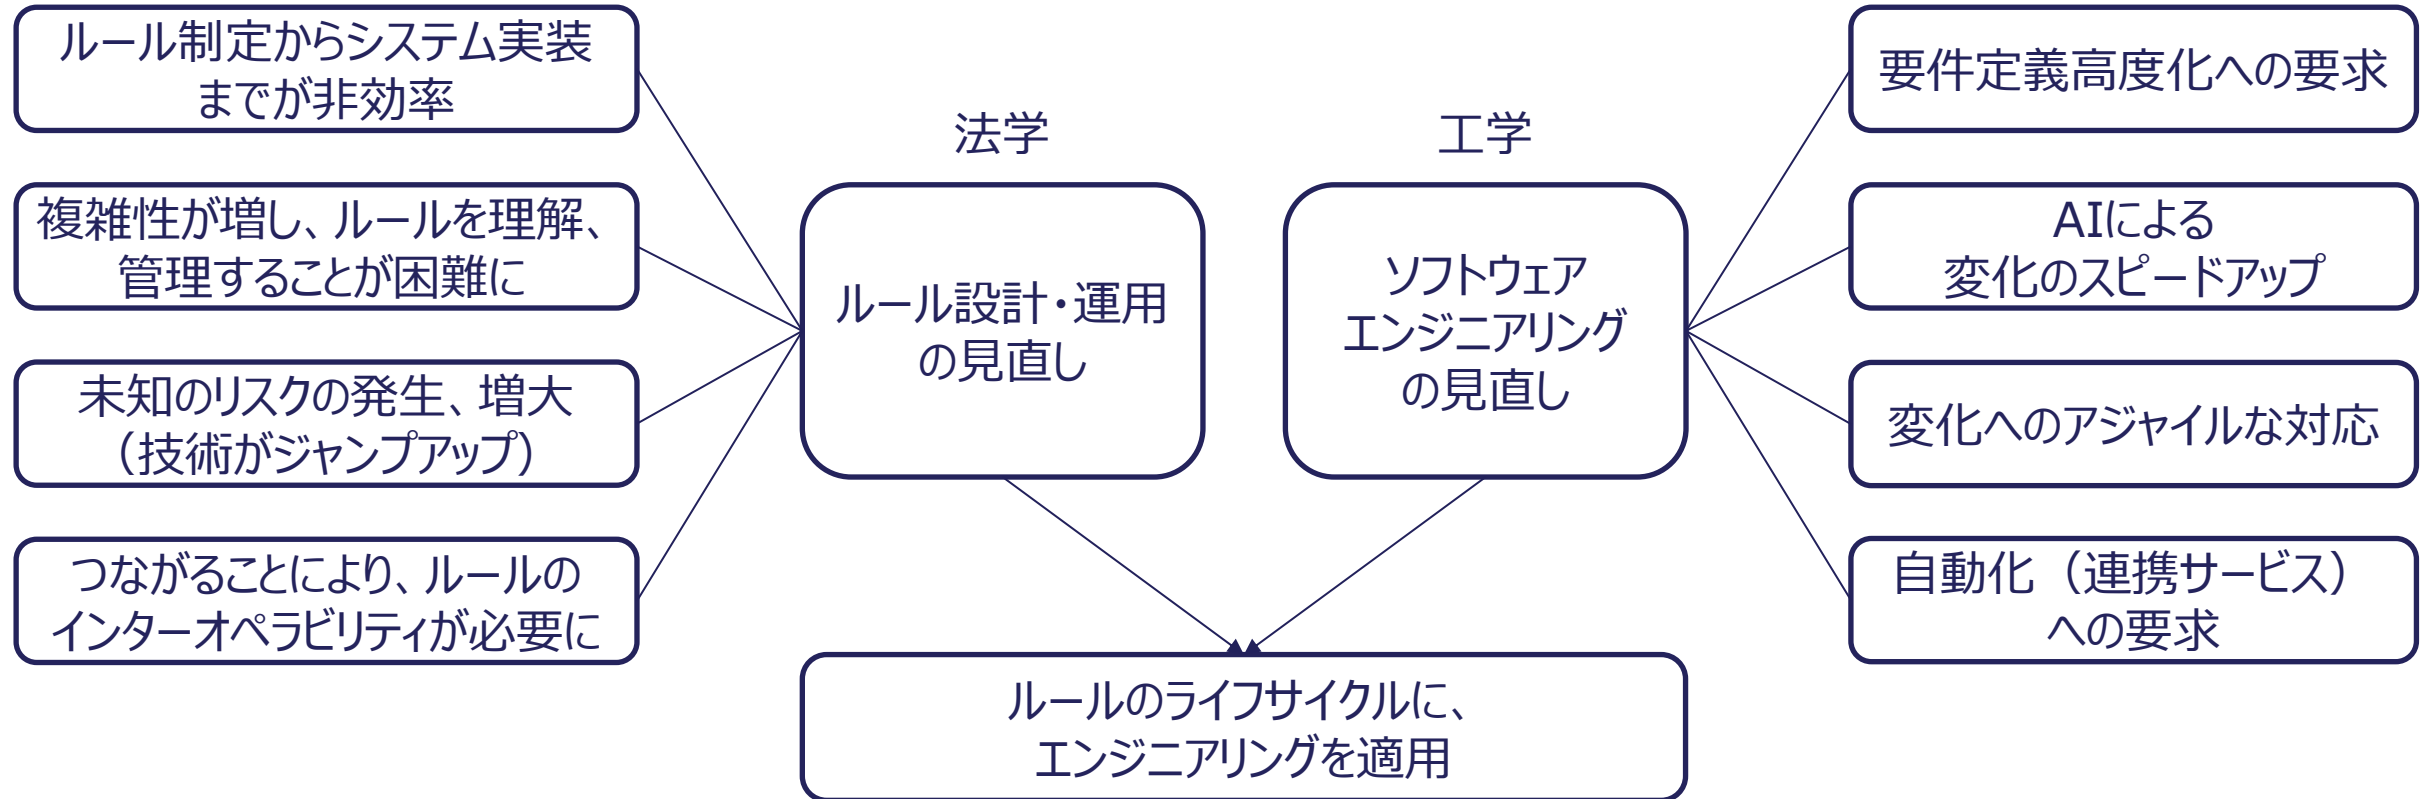 ルール制定からシステム実装
までが非効率
複雑性が増し、ルールを理解、
管理することが困難に
未知のリスクの発生、増大
（技術がジャンプアップ）
つながることにより、ルールの
インターオペラビリティが必要に
法学
ルール設計・運用
の見直し
工学
ソフトウェア
エンジニアリング
の見直し
要件定義高度化への要求
AIによる
変化のスピードアップ
変化へのアジャイルな対応
自動化（連携サービス）
への要求
ルールのライフサイクルに、
エンジニアリングを適用